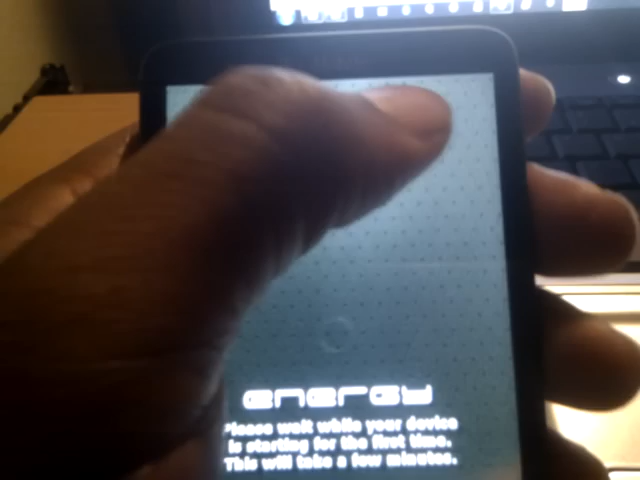 energy
Please wait while your device
is starting for the first time.
This will take a few minutes.